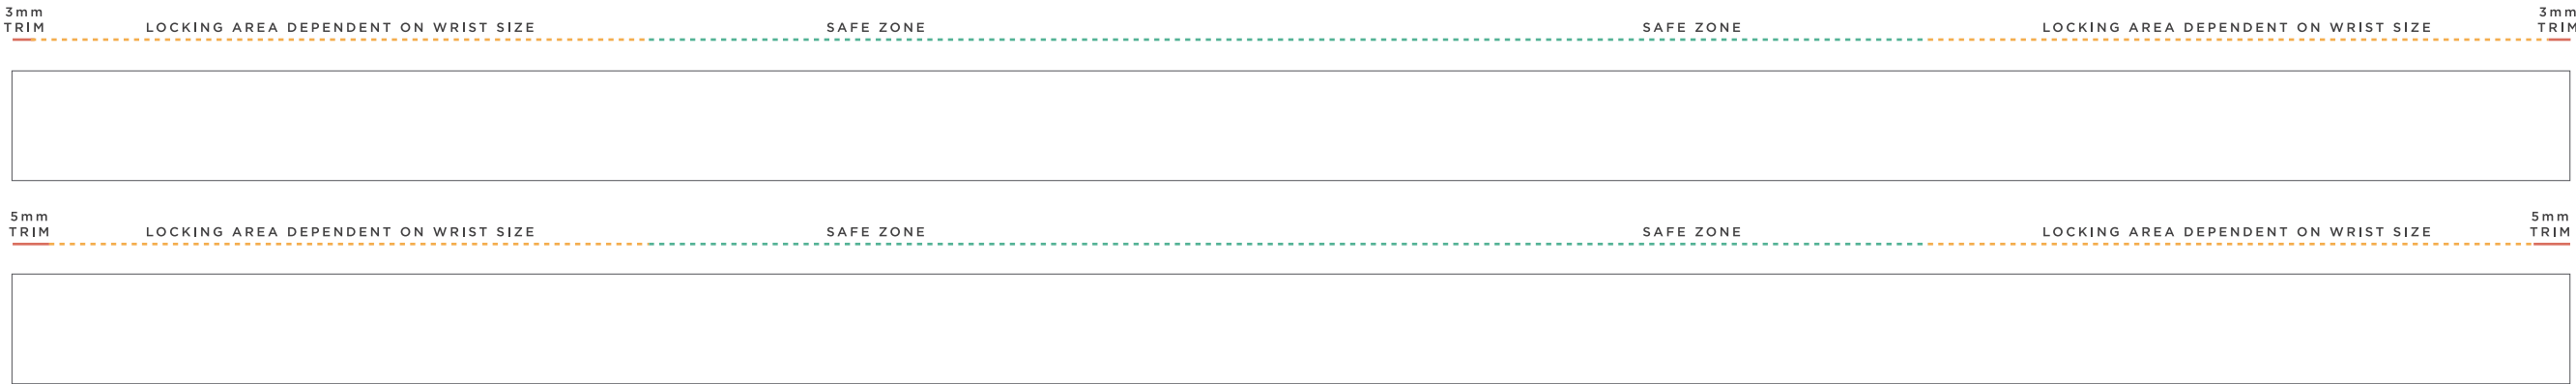 3mm
TRIM LOCKING AREA DEPENDENT ON WRIST SIZE SAFE ZONE SAFE ZONE LOCKING AREA DEPENDENT ON WRIST SIZE 3mm
TRIM
5mm
TRIM LOCKING AREA DEPENDENT ON WRIST SIZE SAFE ZONE SAFE ZONE LOCKING AREA DEPENDENT ON WRIST SIZE 5mm
TRIM